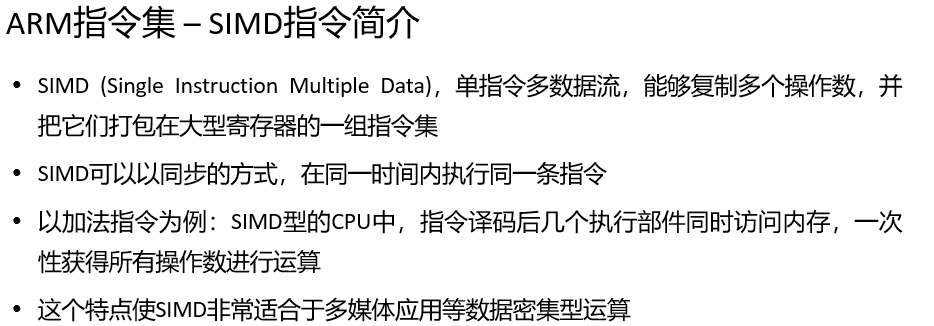 ARM指令集 – SIMD指令简介
• SIMD (Single Instruction Multiple Data)，单指令多数据流，能够复制多个操作数，并
把它们打包在大型寄存器的一组指令集
• SIMD可以以同步的方式，在同一时间内执行同一条指令
• 以加法指令为例：SIMD型的CPU中，指令译码后几个执行部件同时访问内存，一次
性获得所有操作数进行运算
• 这个特点使SIMD非常适合于多媒体应用等数据密集型运算